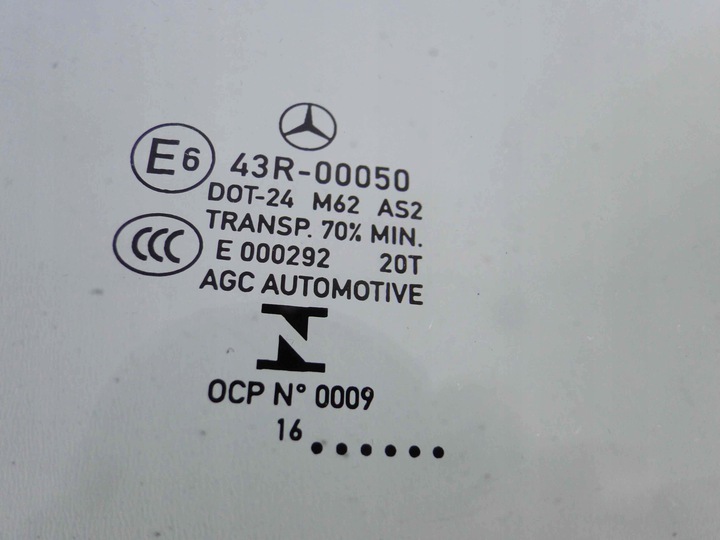 E6 43R-00050
DOT-24 M62 AS2
TRANSP. 70% MIN.
CCC E 000292 20T
AGC AUTOMOTIVE
OCP N° 0009
16 ......